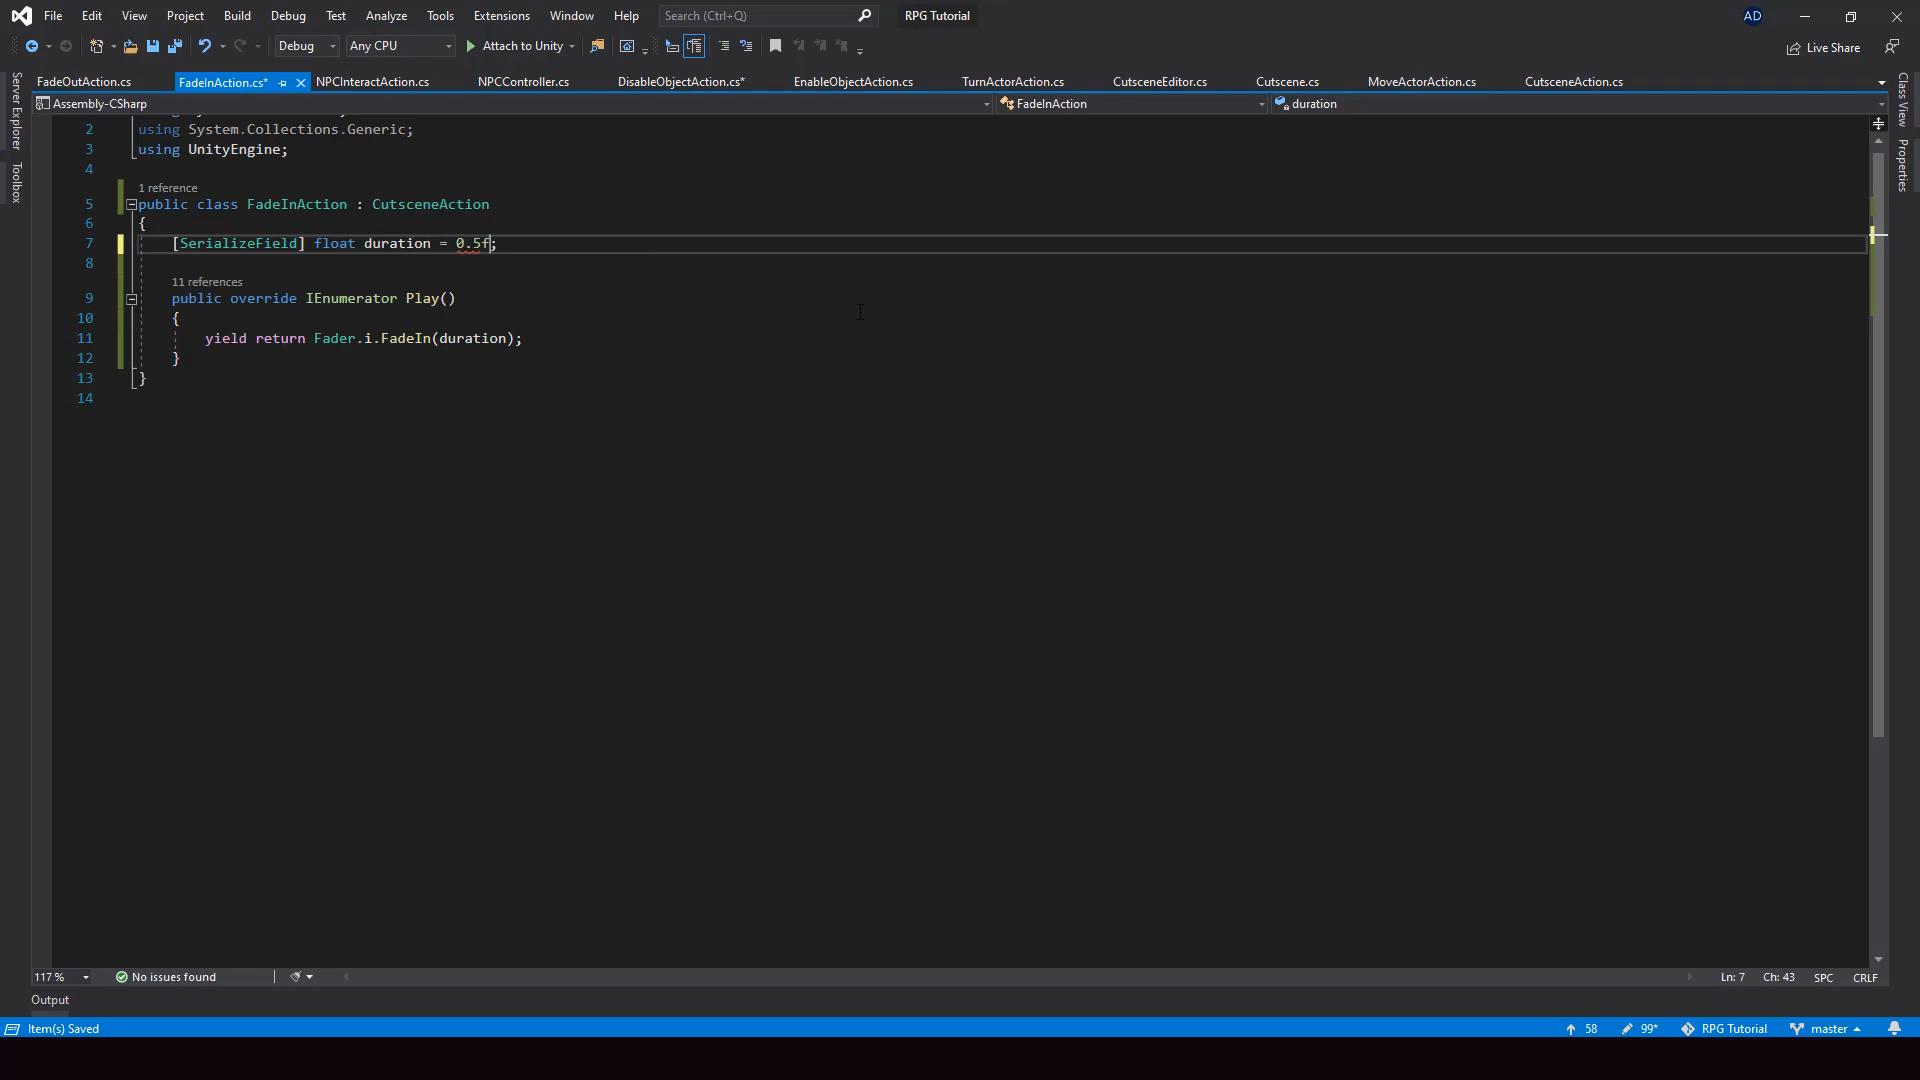 File Edit View Project Build Debug Test Analyze Tools Extensions Window Help Search (Ctrl+Q) RPG Tutorial AD
Debug Any CPU Attach to Unity Live Share
FadeOutAction.cs FadeInAction.cs* NPCInteractAction.cs NPCController.cs DisableObjectAction.cs* EnableObjectAction.cs TurnActorAction.cs CutsceneEditor.cs Cutscene.cs MoveActorAction.cs CutsceneAction.cs
Assembly-CSharp FadeInAction duration
Server Explorer
Toolbox
Class View
Properties
2 using System.Collections.Generic;
3 using UnityEngine;
4
1 reference
5 public class FadeInAction : CutsceneAction
6 {
7 [SerializeField] float duration = 0.5f;
8
11 references
9 public override IEnumerator Play()
10 {
11 yield return Fader.i.FadeIn(duration);
12 }
13 }
14
117 % No issues found Ln: 7 Ch: 43 SPC CRLF
Output
Item(s) Saved 58 99* RPG Tutorial master